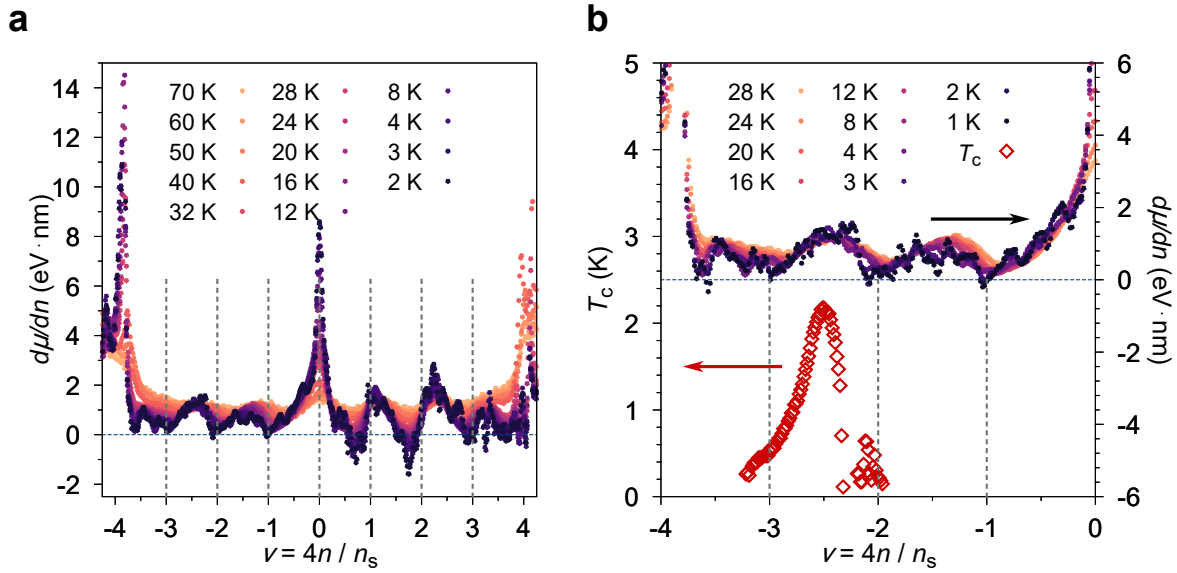 a
dμ/dn (eV·nm)
14
12
10
8
6
4
2
0
-2
70 K 28 K 8 K
60 K 24 K 4 K
50 K 20 K 3 K
40 K 16 K 2 K
32 K 12 K
-4 -3 -2 -1 0 1 2 3 4
ν = 4n / ns
b
Tc (K)
5
4
3
2
1
0
28 K 12 K 2 K
24 K 8 K 1 K
20 K 4 K Tc
16 K 3 K
6
4
2
0
-2
-4
-6
dμ/dn (eV·nm)
-4 -3 -2 -1 0
ν = 4n / ns